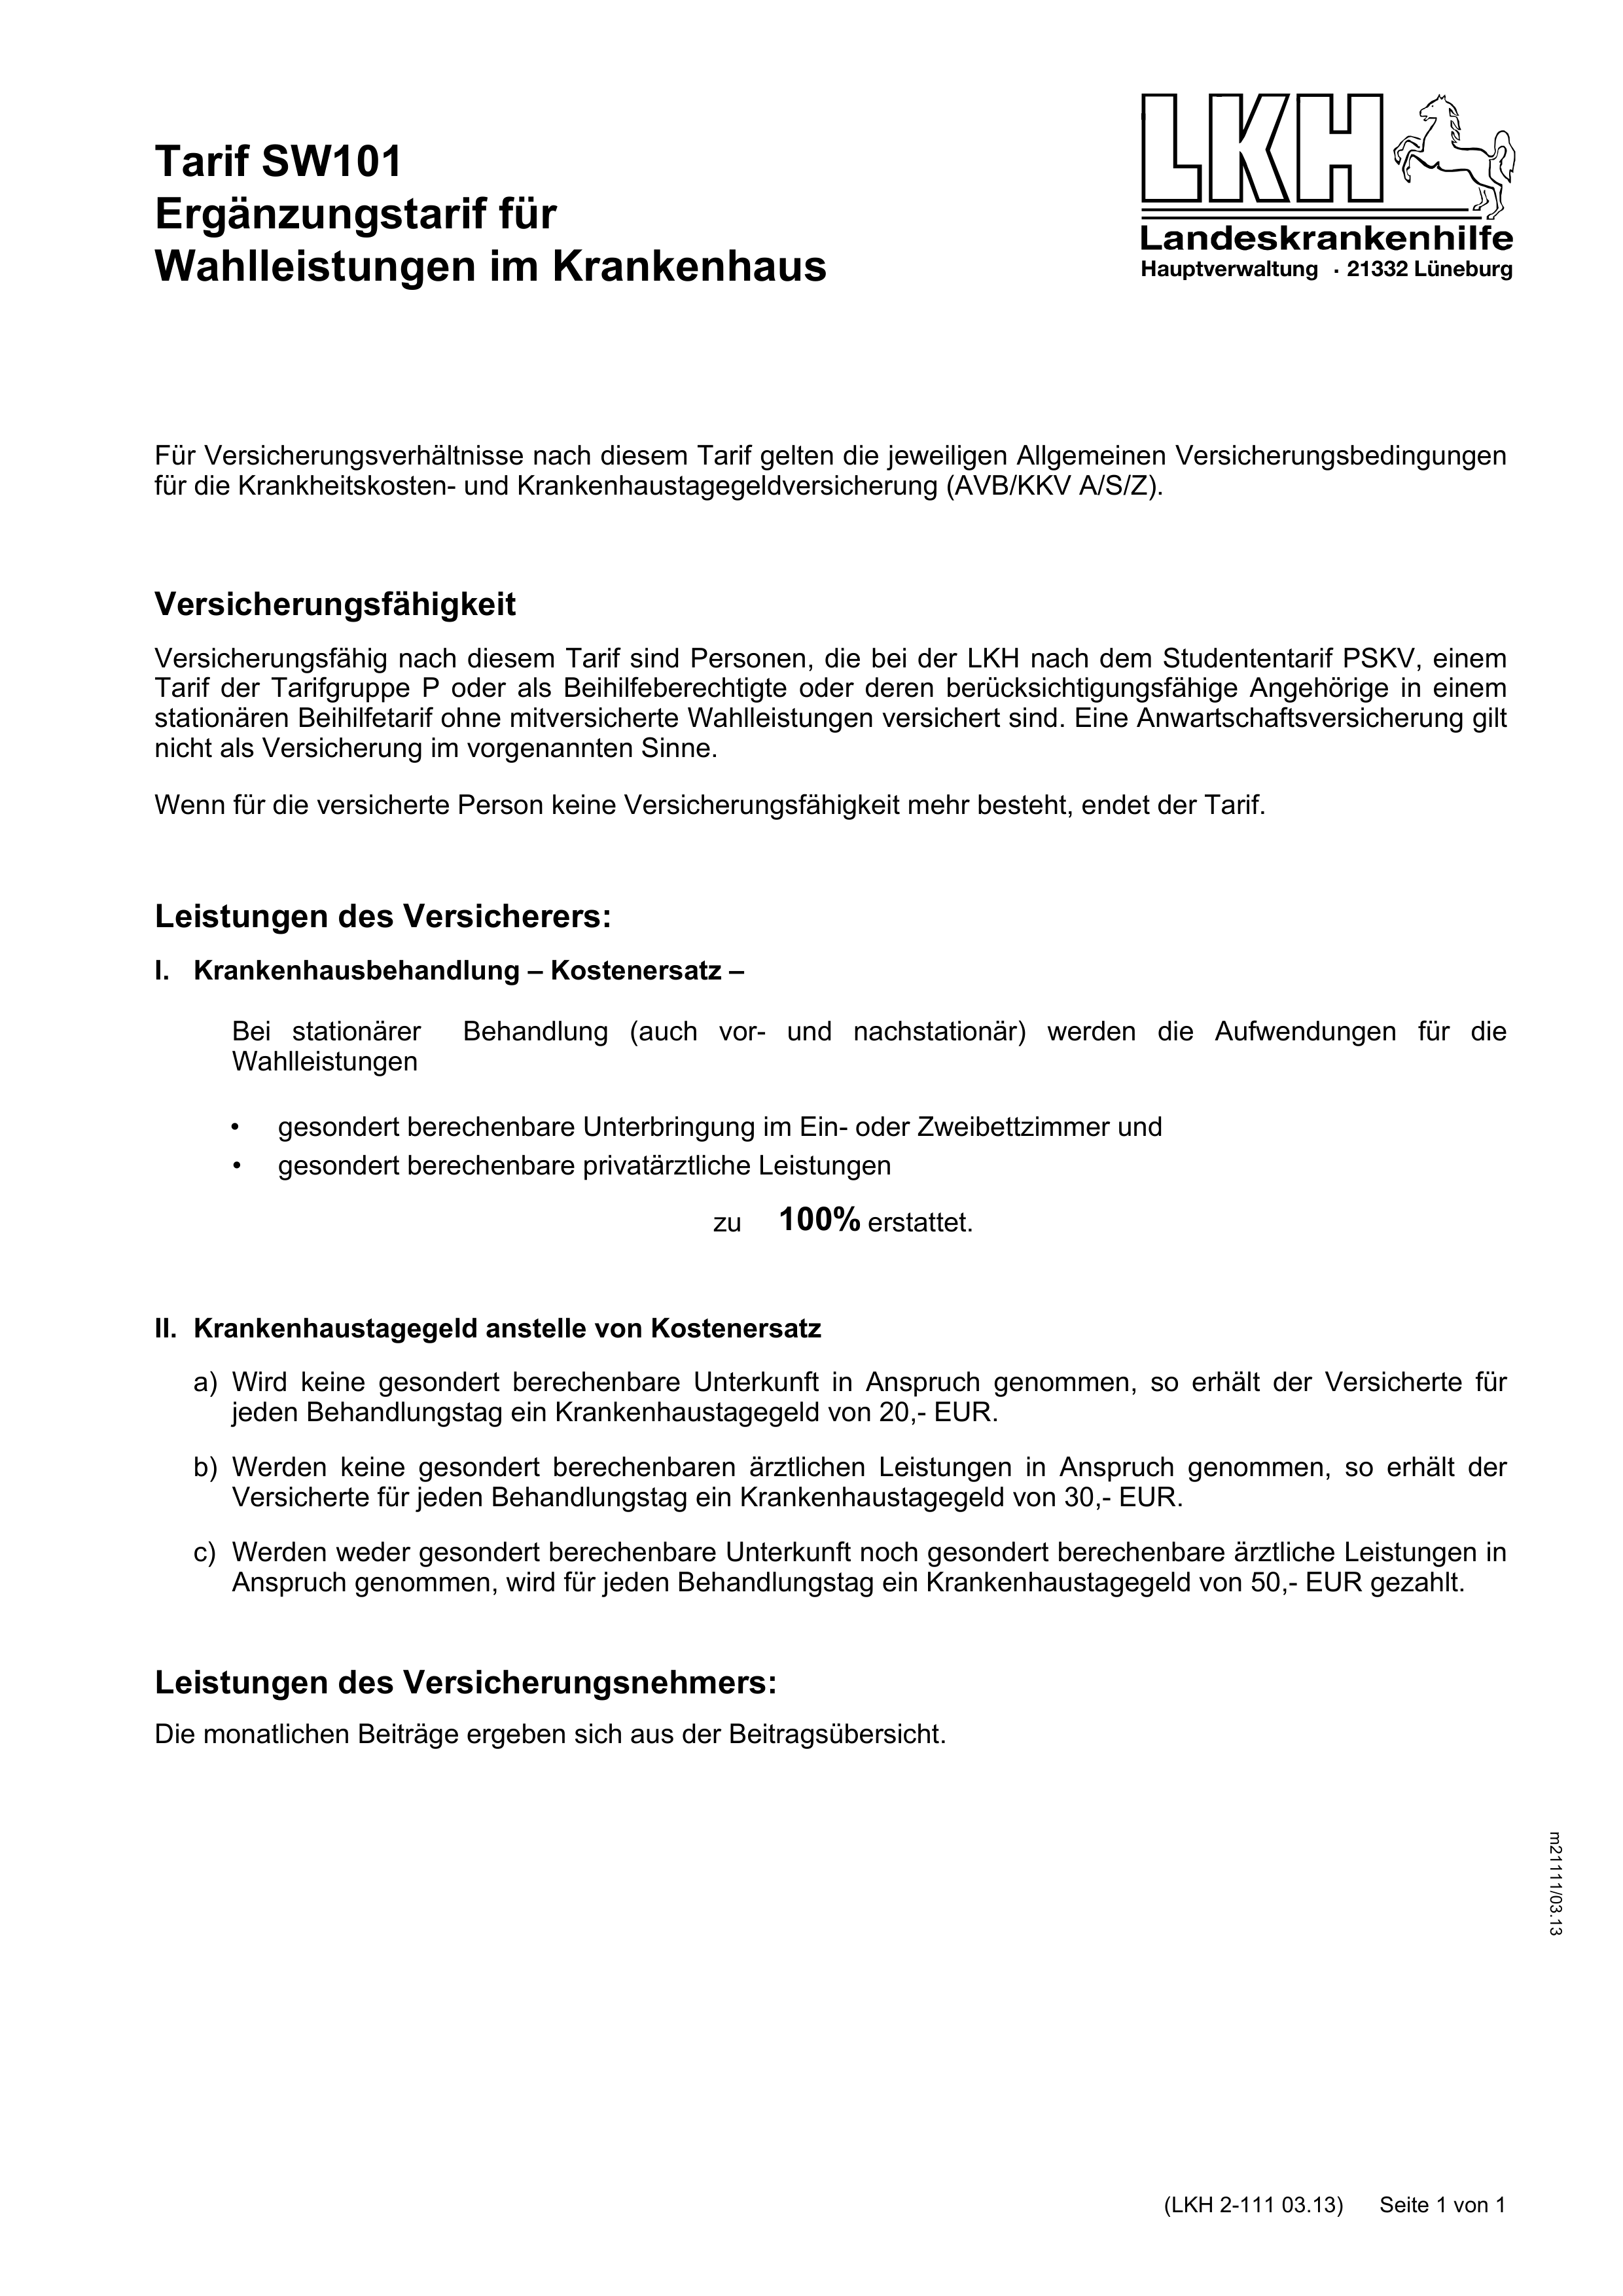 Tarif SW101
Ergänzungstarif für
Wahlleistungen im Krankenhaus
LKH
Landeskrankenhilfe
Hauptverwaltung · 21332 Lüneburg
Für Versicherungsverhältnisse nach diesem Tarif gelten die jeweiligen Allgemeinen Versicherungsbedingungen
für die Krankheitskosten- und Krankenhaustagegeldversicherung (AVB/KKV A/S/Z).
Versicherungsfähigkeit
Versicherungsfähig nach diesem Tarif sind Personen, die bei der LKH nach dem Studententarif PSKV, einem
Tarif der Tarifgruppe P oder als Beihilfeberechtigte oder deren berücksichtigungsfähige Angehörige in einem
stationären Beihilfetarif ohne mitversicherte Wahlleistungen versichert sind. Eine Anwartschaftsversicherung gilt
nicht als Versicherung im vorgenannten Sinne.
Wenn für die versicherte Person keine Versicherungsfähigkeit mehr besteht, endet der Tarif.
Leistungen des Versicherers:
I. Krankenhausbehandlung – Kostenersatz –
Bei stationärer Behandlung (auch vor- und nachstationär) werden die Aufwendungen für die
Wahlleistungen
• gesondert berechenbare Unterbringung im Ein- oder Zweibettzimmer und
• gesondert berechenbare privatärztliche Leistungen
zu 100% erstattet.
II. Krankenhaustagegeld anstelle von Kostenersatz
a) Wird keine gesondert berechenbare Unterkunft in Anspruch genommen, so erhält der Versicherte für
jeden Behandlungstag ein Krankenhaustagegeld von 20,- EUR.
b) Werden keine gesondert berechenbaren ärztlichen Leistungen in Anspruch genommen, so erhält der
Versicherte für jeden Behandlungstag ein Krankenhaustagegeld von 30,- EUR.
c) Werden weder gesondert berechenbare Unterkunft noch gesondert berechenbare ärztliche Leistungen in
Anspruch genommen, wird für jeden Behandlungstag ein Krankenhaustagegeld von 50,- EUR gezahlt.
Leistungen des Versicherungsnehmers:
Die monatlichen Beiträge ergeben sich aus der Beitragsübersicht.
m21111/03.13
(LKH 2-111 03.13) Seite 1 von 1